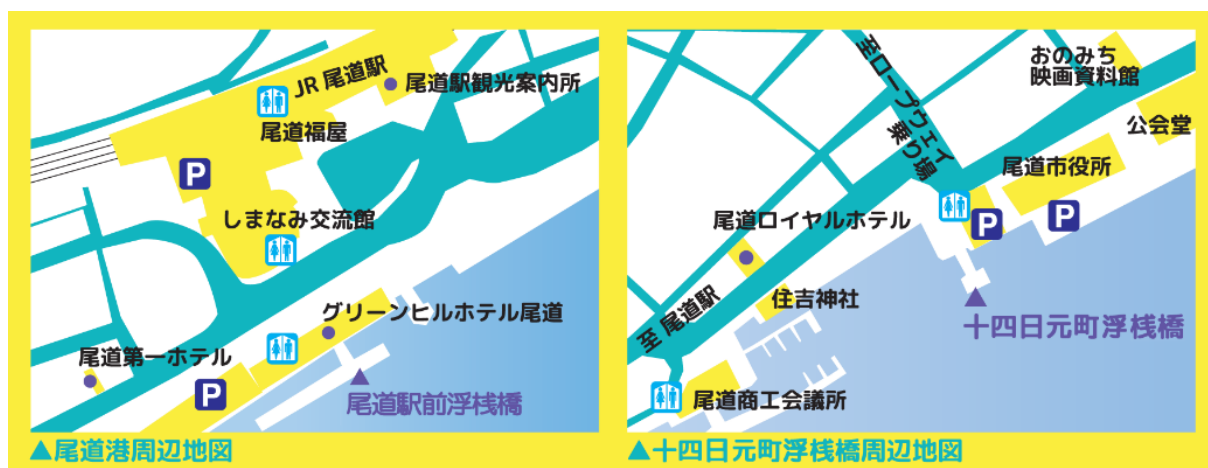 JR 尾道駅
尾道駅観光案内所
尾道福屋
P
しまなみ交流館
グリーンヒルホテル尾道
尾道第一ホテル
P
尾道駅前浮桟橋
▲尾道港周辺地図
至ロープウェイ
乗り場
おのみち
映画資料館
公会堂
尾道市役所
P
P
尾道ロイヤルホテル
住吉神社
至 尾道駅
十四日元町浮桟橋
尾道商工会議所
▲十四日元町浮桟橋周辺地図